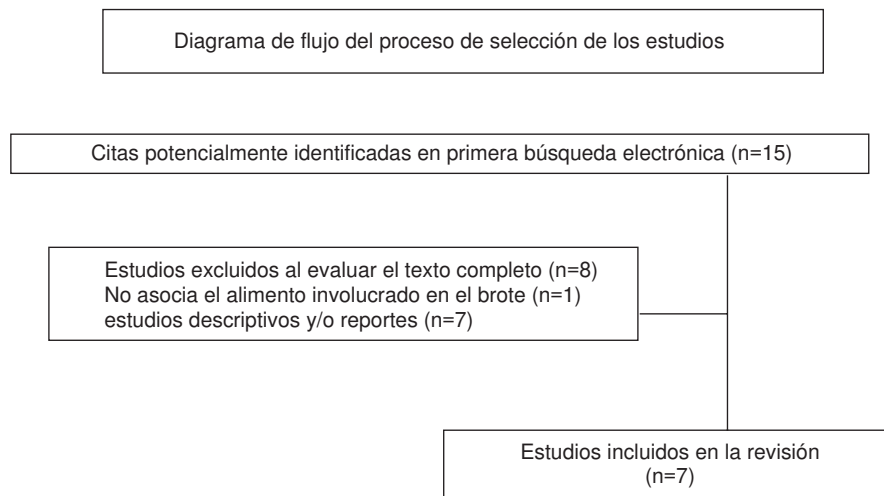 Diagrama de flujo del proceso de selección de los estudios
Citas potencialmente identificadas en primera búsqueda electrónica (n=15)
Estudios excluidos al evaluar el texto completo (n=8)
No asocia el alimento involucrado en el brote (n=1)
estudios descriptivos y/o reportes (n=7)
Estudios incluidos en la revisión
(n=7)